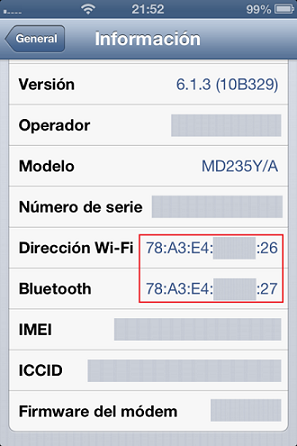 21:52
99%
General
Información
Versión 6.1.3 (10B329)
Operador
Modelo MD235Y/A
Número de serie
Dirección Wi-Fi 78:A3:E4: :26
Bluetooth 78:A3:E4: :27
IMEI
ICCID
Firmware del módem